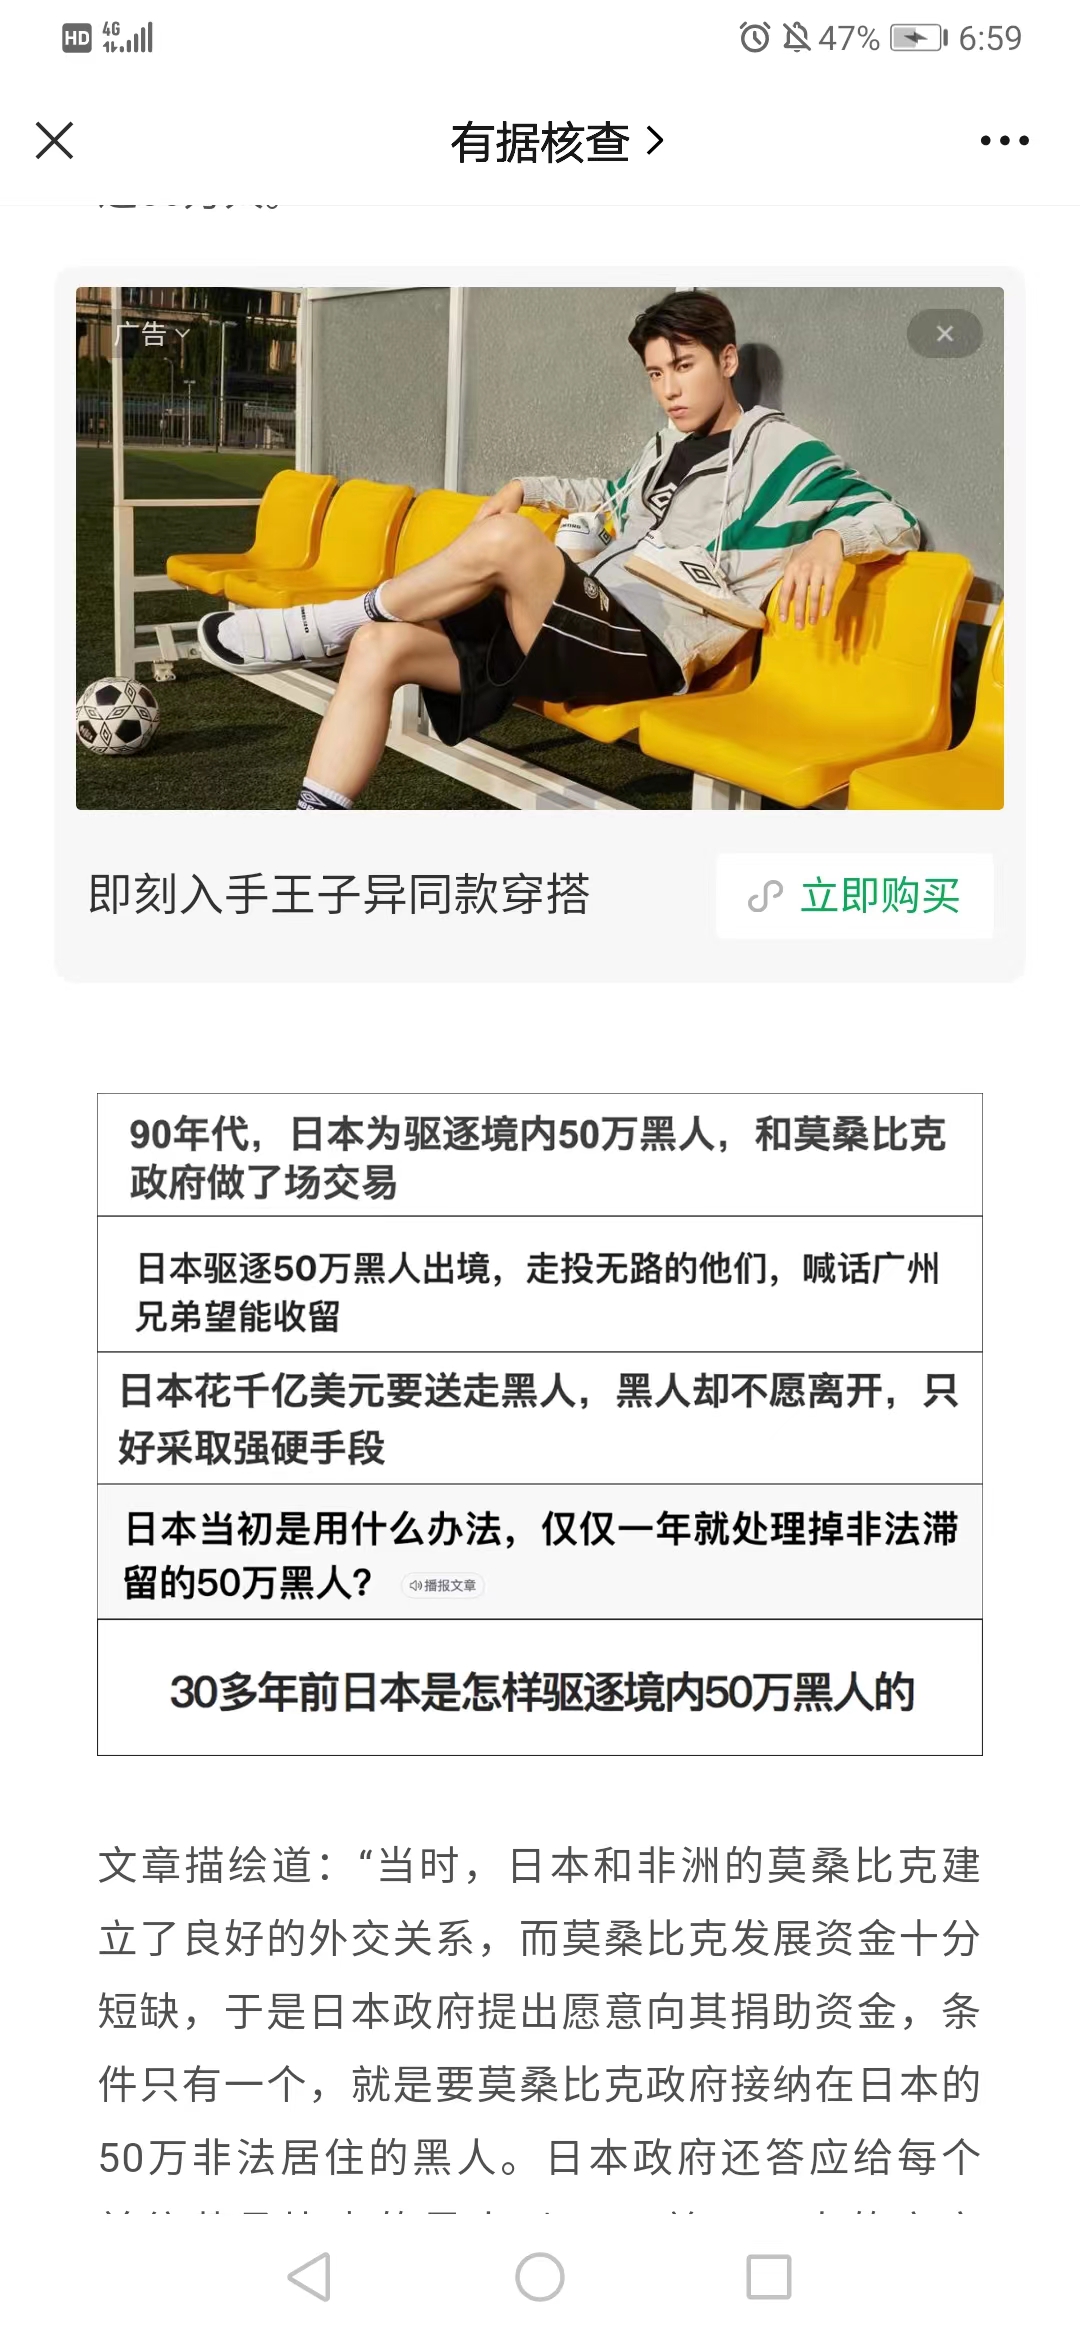 HD 4G 47% 6:59
有据核查
广告
即刻入手王子异同款穿搭
立即购买
90年代，日本为驱逐境内50万黑人，和莫桑比克
政府做了场交易
日本驱逐50万黑人出境，走投无路的他们，喊话广州
兄弟望能收留
日本花千亿美元要送走黑人，黑人却不愿离开，只
好采取强硬手段
日本当初是用什么办法，仅仅一年就处理掉非法滞
留的50万黑人？ 播报文章
30多年前日本是怎样驱逐境内50万黑人的
文章描绘道：“当时，日本和非洲的莫桑比克建
立了良好的外交关系，而莫桑比克发展资金十分
短缺，于是日本政府提出愿意向其捐助资金，条
件只有一个，就是要莫桑比克政府接纳在日本的
50万非法居住的黑人。日本政府还答应给每个